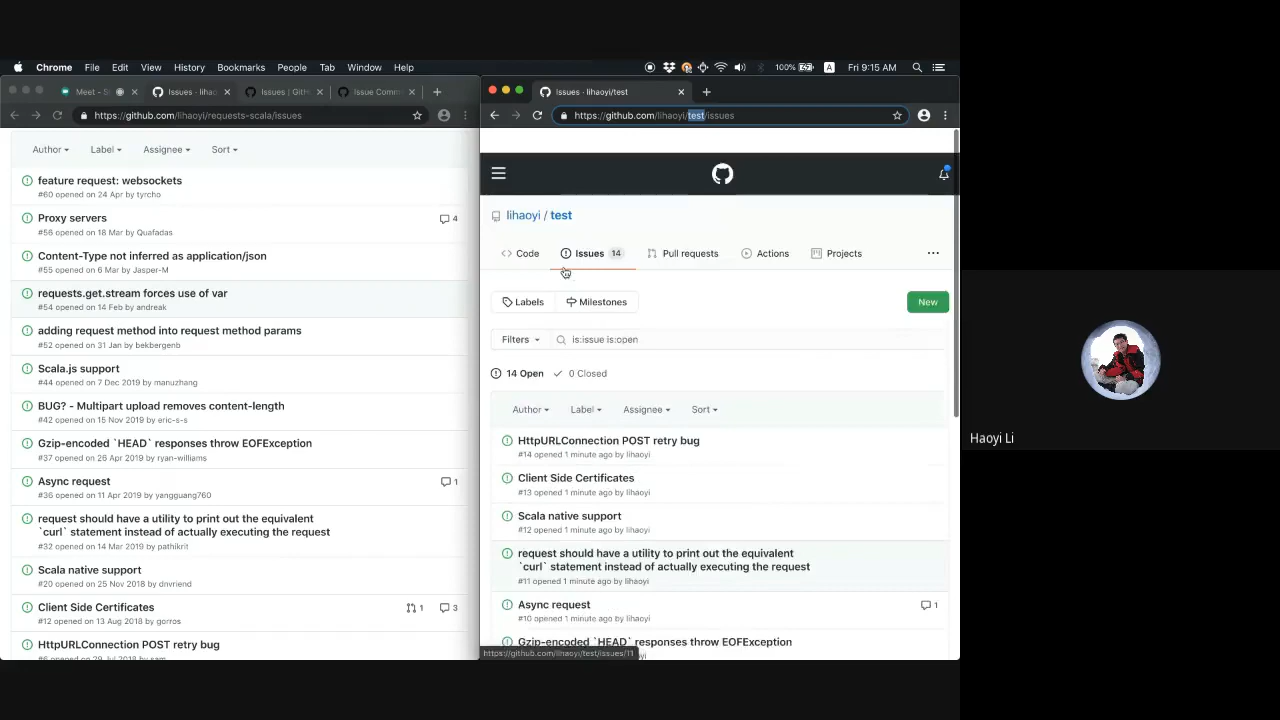 Chrome File Edit View History Bookmarks People Tab Window Help 100% A Fri 9:15 AM
Meet - S
Issues · lihao
Issues | GitH
Issue Comm
https://github.com/lihaoyi/requests-scala/issues
Author Label Assignee Sort
feature request: websockets
#60 opened on 24 Apr by tyrcho
Proxy servers 4
#56 opened on 18 Mar by Quafadas
Content-Type not inferred as application/json
#55 opened on 6 Mar by Jasper-M
requests.get.stream forces use of var
#54 opened on 14 Feb by andreak
adding request method into request method params
#52 opened on 31 Jan by bekbergenb
Scala.js support
#44 opened on 7 Dec 2019 by manuzhang
BUG? - Multipart upload removes content-length
#42 opened on 15 Nov 2019 by eric-s-s
Gzip-encoded `HEAD` responses throw EOFException
#37 opened on 26 Apr 2019 by ryan-williams
Async request 1
#36 opened on 11 Apr 2019 by yangguang760
request should have a utility to print out the equivalent
`curl` statement instead of actually executing the request
#32 opened on 14 Mar 2019 by pathikrit
Scala native support
#20 opened on 25 Nov 2018 by dnvriend
Client Side Certificates 1 3
#12 opened on 13 Aug 2018 by gorros
HttpURLConnection POST retry bug
Issues · lihaoyi/test
https://github.com/lihaoyi/test/issues
lihaoyi / test
Code Issues 14 Pull requests Actions Projects
Labels Milestones New
Filters is:issue is:open
14 Open 0 Closed
Author Label Assignee Sort
HttpURLConnection POST retry bug
#14 opened 1 minute ago by lihaoyi
Client Side Certificates
#13 opened 1 minute ago by lihaoyi
Scala native support
#12 opened 1 minute ago by lihaoyi
request should have a utility to print out the equivalent
`curl` statement instead of actually executing the request
#11 opened 1 minute ago by lihaoyi
Async request 1
#10 opened 1 minute ago by lihaoyi
Gzip-encoded `HEAD` responses throw EOFException
https://github.com/lihaoyi/test/issues/11
Haoyi Li